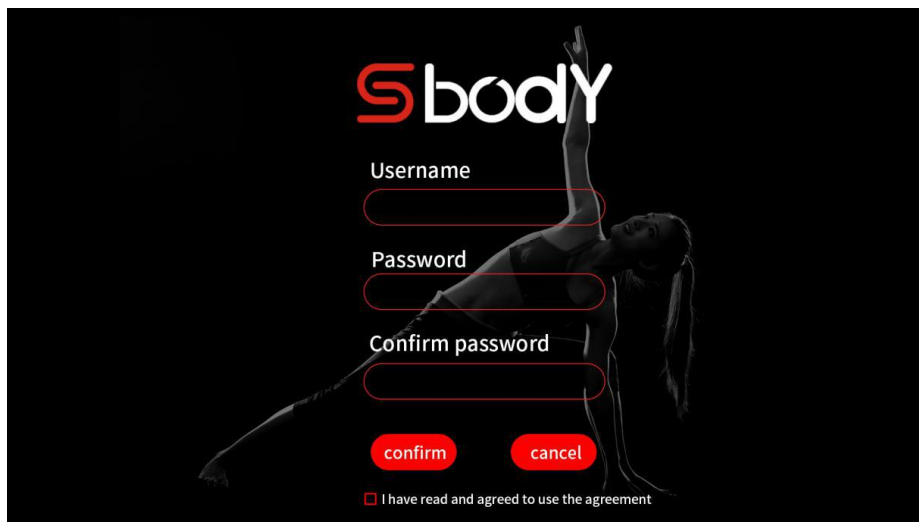 SbodY
Username
Password
Confirm password
confirm cancel
I have read and agreed to use the agreement